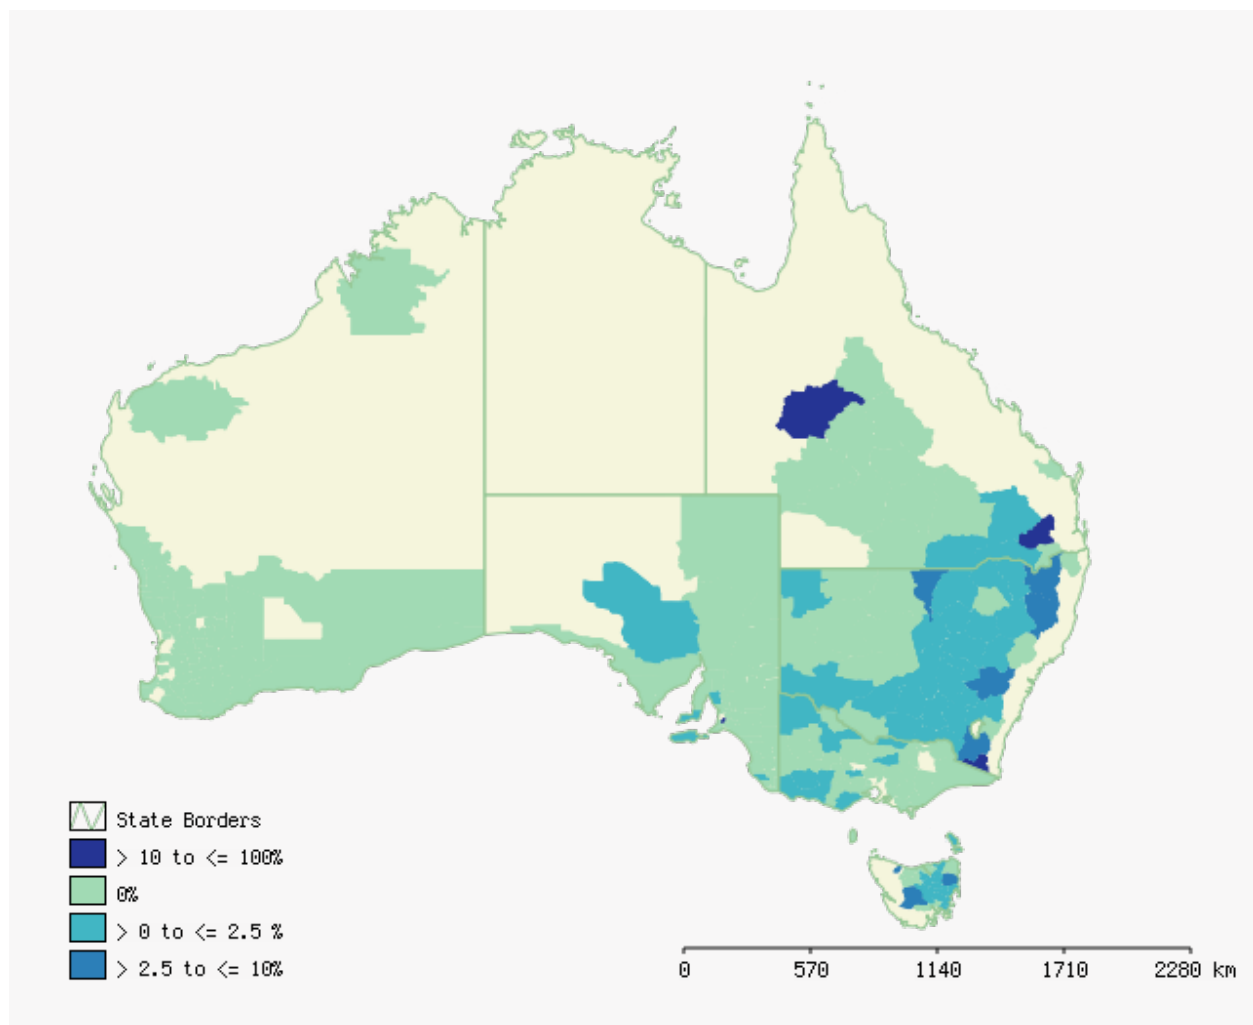 State Borders
> 10 to <= 100%
0%
> 0 to <= 2.5 %
> 2.5 to <= 10%
0 570 1140 1710 2280 km